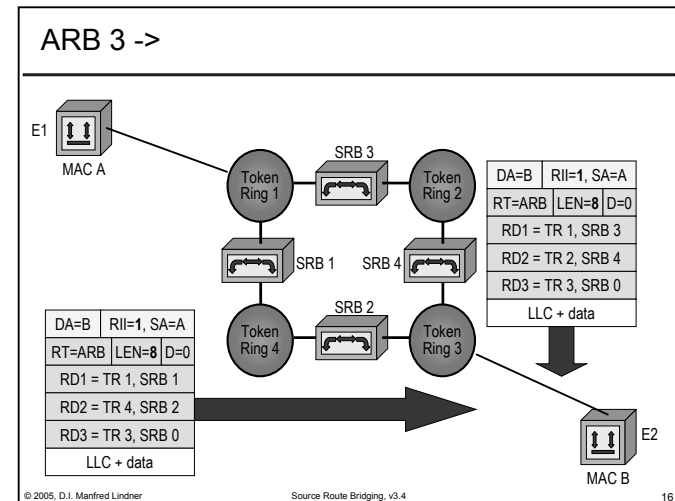 ARB 3 ->
E1
MAC A
Token
Ring 1
SRB 3
Token
Ring 2
DA=B RII=1, SA=A
RT=ARB LEN=8 D=0
RD1 = TR 1, SRB 3
RD2 = TR 2, SRB 4
RD3 = TR 3, SRB 0
LLC + data
SRB 1
SRB 4
DA=B RII=1, SA=A
RT=ARB LEN=8 D=0
RD1 = TR 1, SRB 1
RD2 = TR 4, SRB 2
RD3 = TR 3, SRB 0
LLC + data
Token
Ring 4
SRB 2
Token
Ring 3
E2
MAC B
© 2005, D.I. Manfred Lindner
Source Route Bridging, v3.4
16